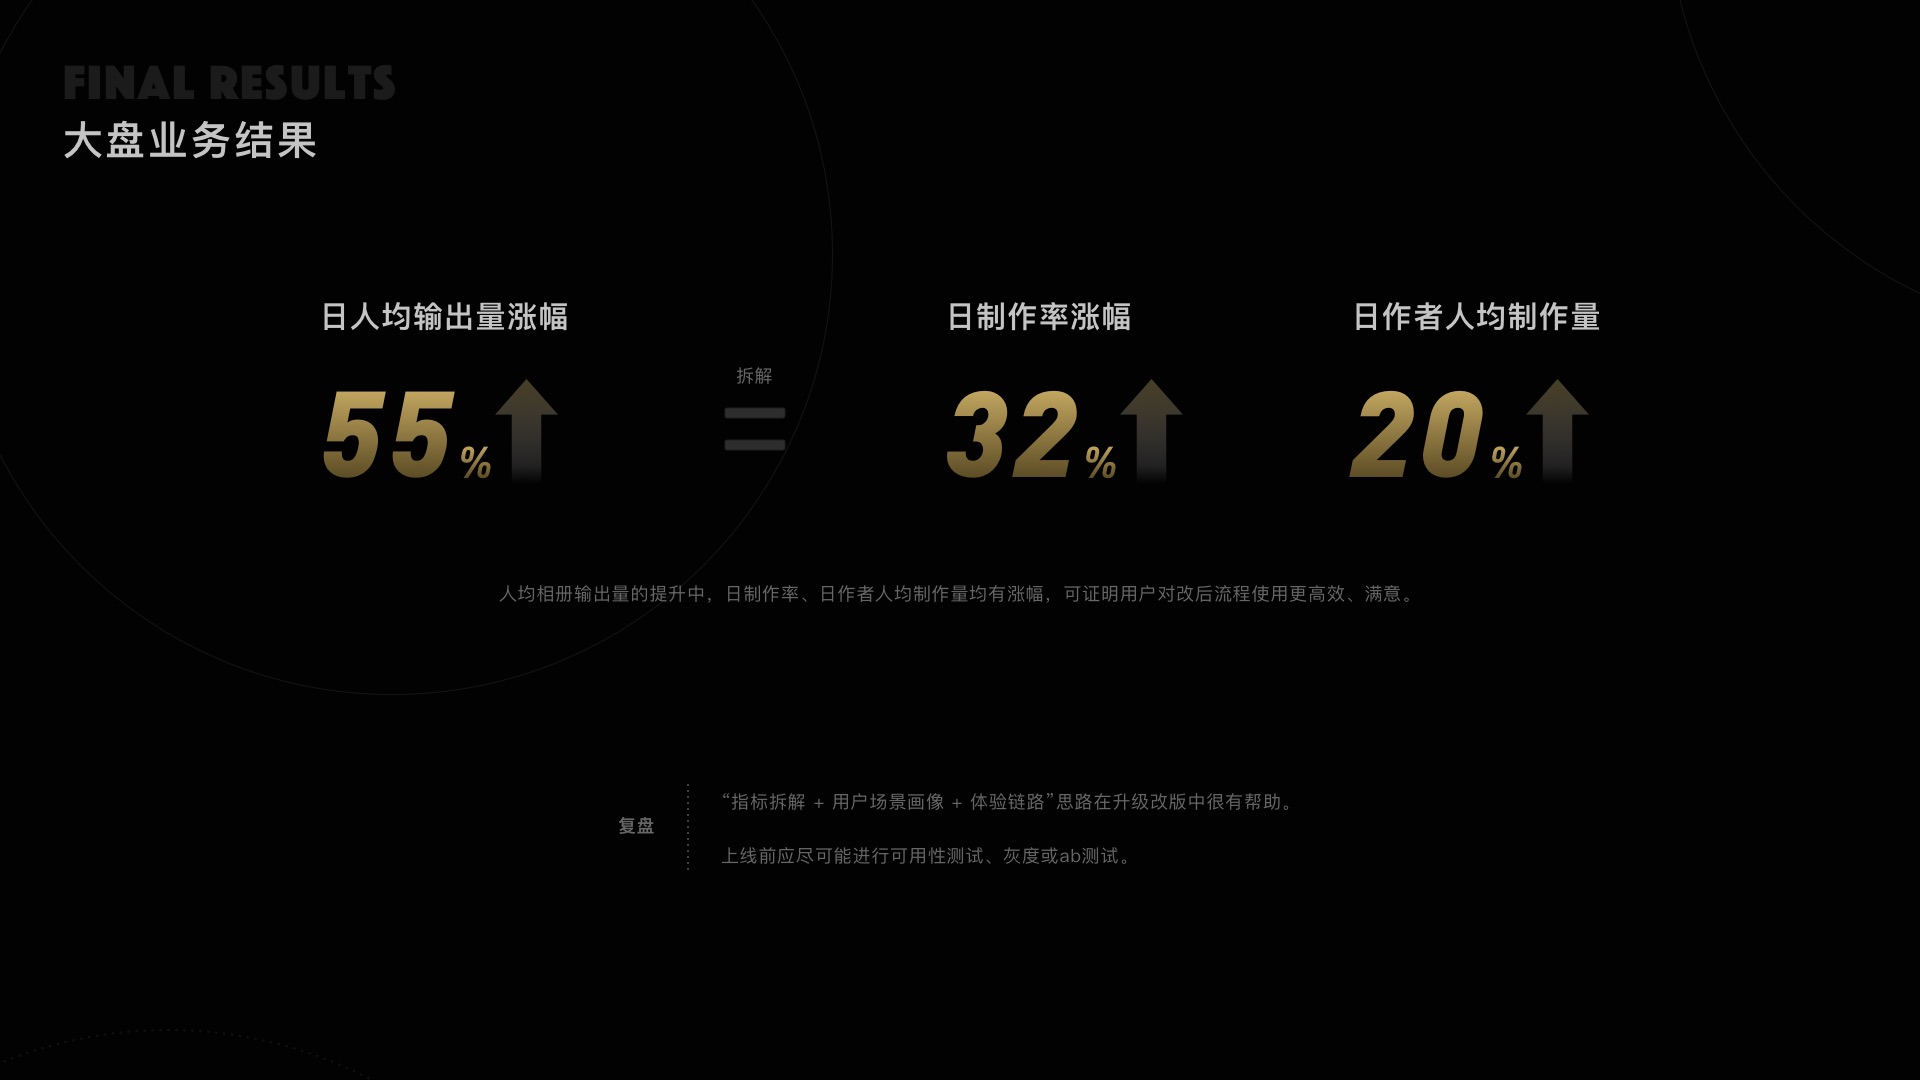 FINAL RESULTS
大盘业务结果
日人均输出量涨幅
55%
拆解
日制作率涨幅
32%
日作者人均制作量
20%
人均相册输出量的提升中，日制作率、日作者人均制作量均有涨幅，可证明用户对改后流程使用更高效、满意。
复盘
“指标拆解 + 用户场景画像 + 体验链路”思路在升级改版中很有帮助。
上线前应尽可能进行可用性测试、灰度或ab测试。